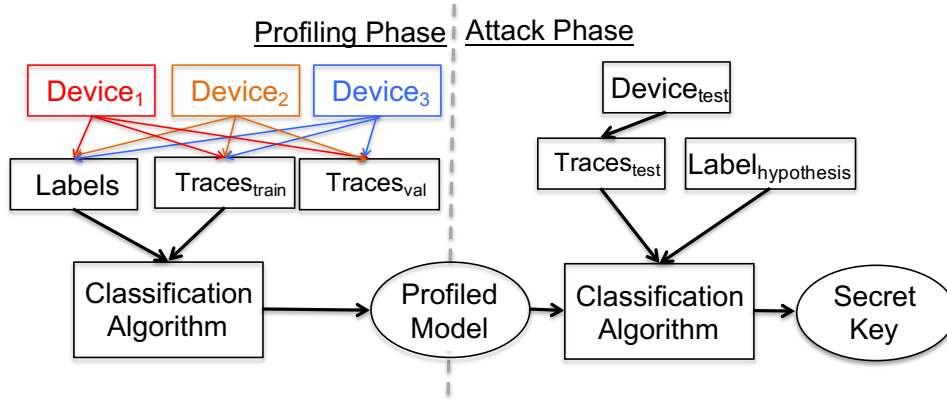 Profiling Phase
Attack Phase
Device1
Device2
Device3
Devicetest
Labels
Tracestrain
Tracesval
Tracestest
Labelhypothesis
Classification
Algorithm
Profiled
Model
Classification
Algorithm
Secret
Key